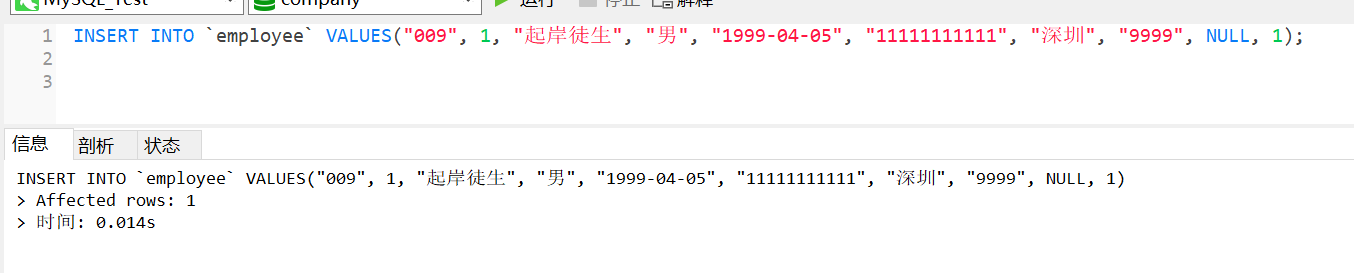 MySQL_Test company 运行 停止 解释
1 INSERT INTO `employee` VALUES("009", 1, "起岸徒生", "男", "1999-04-05", "11111111111", "深圳", "9999", NULL, 1);
2
3
信息 剖析 状态
INSERT INTO `employee` VALUES("009", 1, "起岸徒生", "男", "1999-04-05", "11111111111", "深圳", "9999", NULL, 1)
> Affected rows: 1
> 时间: 0.014s